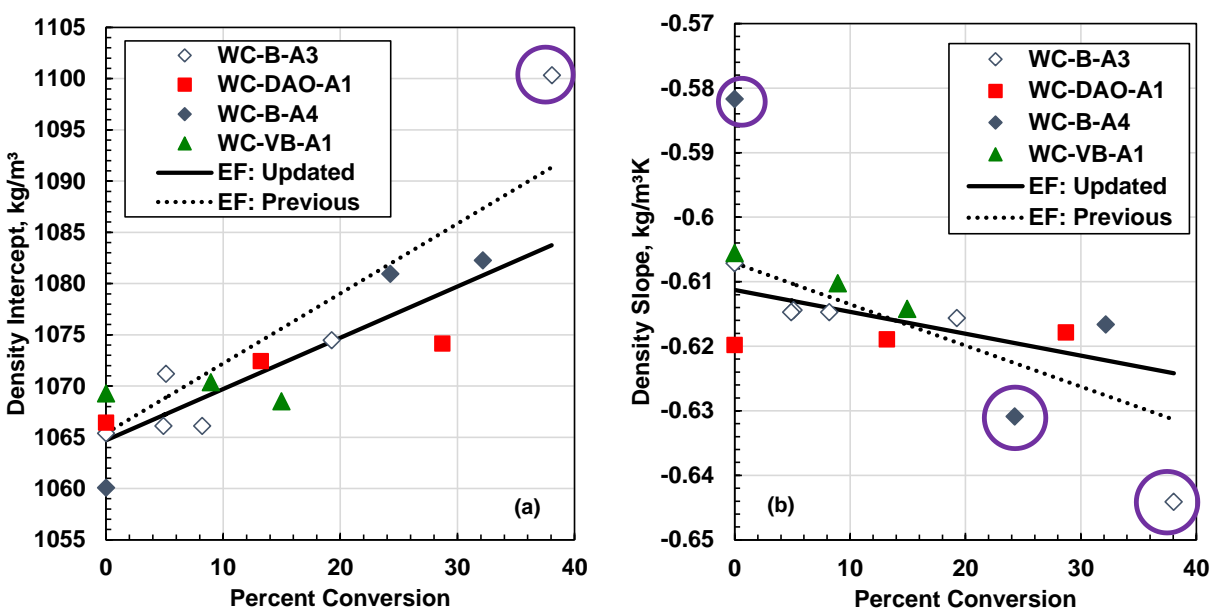 1105
1100
1095
1090
1085
1080
1075
1070
1065
1060
1055
Density Intercept, kg/m³
WC-B-A3
WC-DAO-A1
WC-B-A4
WC-VB-A1
EF: Updated
EF: Previous
(a)
0 10 20 30 40
Percent Conversion
-0.57
-0.58
-0.59
-0.6
-0.61
-0.62
-0.63
-0.64
-0.65
Density Slope, kg/m³K
WC-B-A3
WC-DAO-A1
WC-B-A4
WC-VB-A1
EF: Updated
EF: Previous
(b)
0 10 20 30 40
Percent Conversion